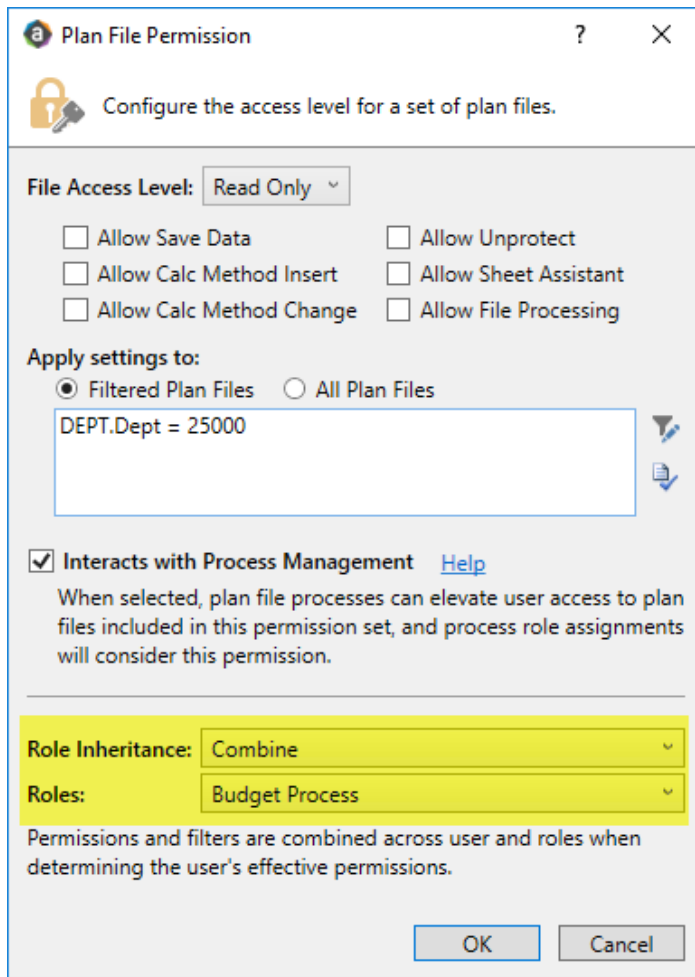 Plan File Permission
Configure the access level for a set of plan files.
File Access Level: Read Only
Allow Save Data
Allow Unprotect
Allow Calc Method Insert
Allow Sheet Assistant
Allow Calc Method Change
Allow File Processing
Apply settings to:
Filtered Plan Files
All Plan Files
DEPT.Dept = 25000
Interacts with Process Management Help
When selected, plan file processes can elevate user access to plan
files included in this permission set, and process role assignments
will consider this permission.
Role Inheritance: Combine
Roles: Budget Process
Permissions and filters are combined across user and roles when
determining the user's effective permissions.
OK
Cancel